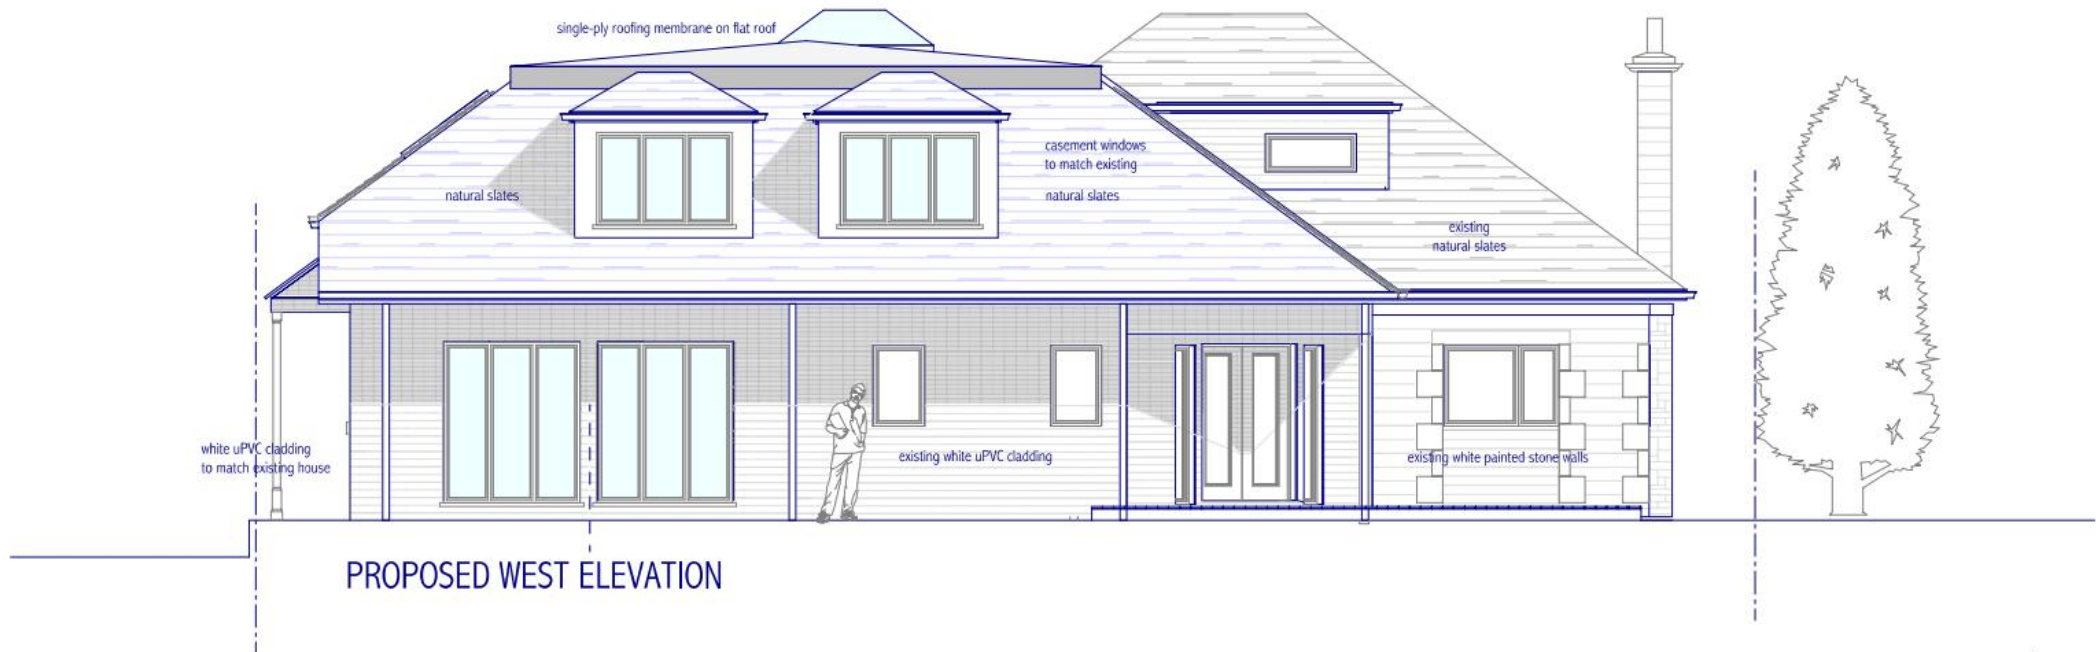 single-ply roofing membrane on flat roof
casement windows
to match existing
natural slates
natural slates
existing
natural slates
white uPVC cladding
to match existing house
existing white uPVC cladding
existing white painted stone walls
PROPOSED WEST ELEVATION